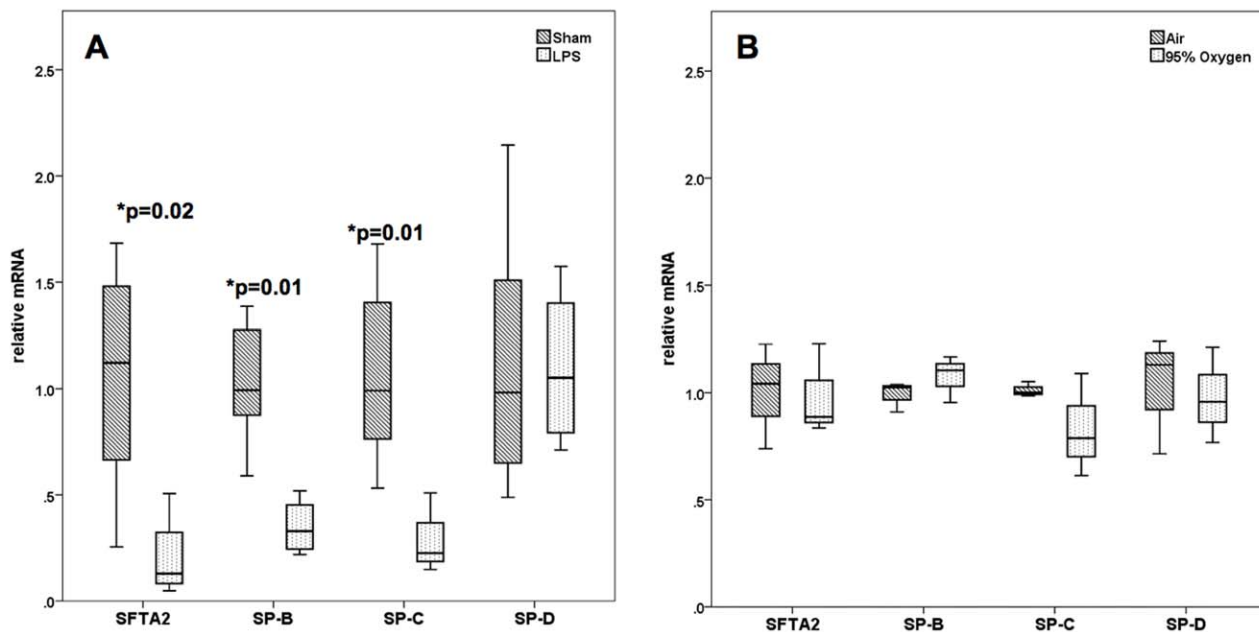 A
Sham
LPS
2.5
2.0
1.5
1.0
.5
.0
relative mRNA
*p=0.02
*p=0.01
*p=0.01
SFTA2 SP-B SP-C SP-D
B
Air
95% Oxygen
2.5
2.0
1.5
1.0
.5
.0
relative mRNA
SFTA2 SP-B SP-C SP-D